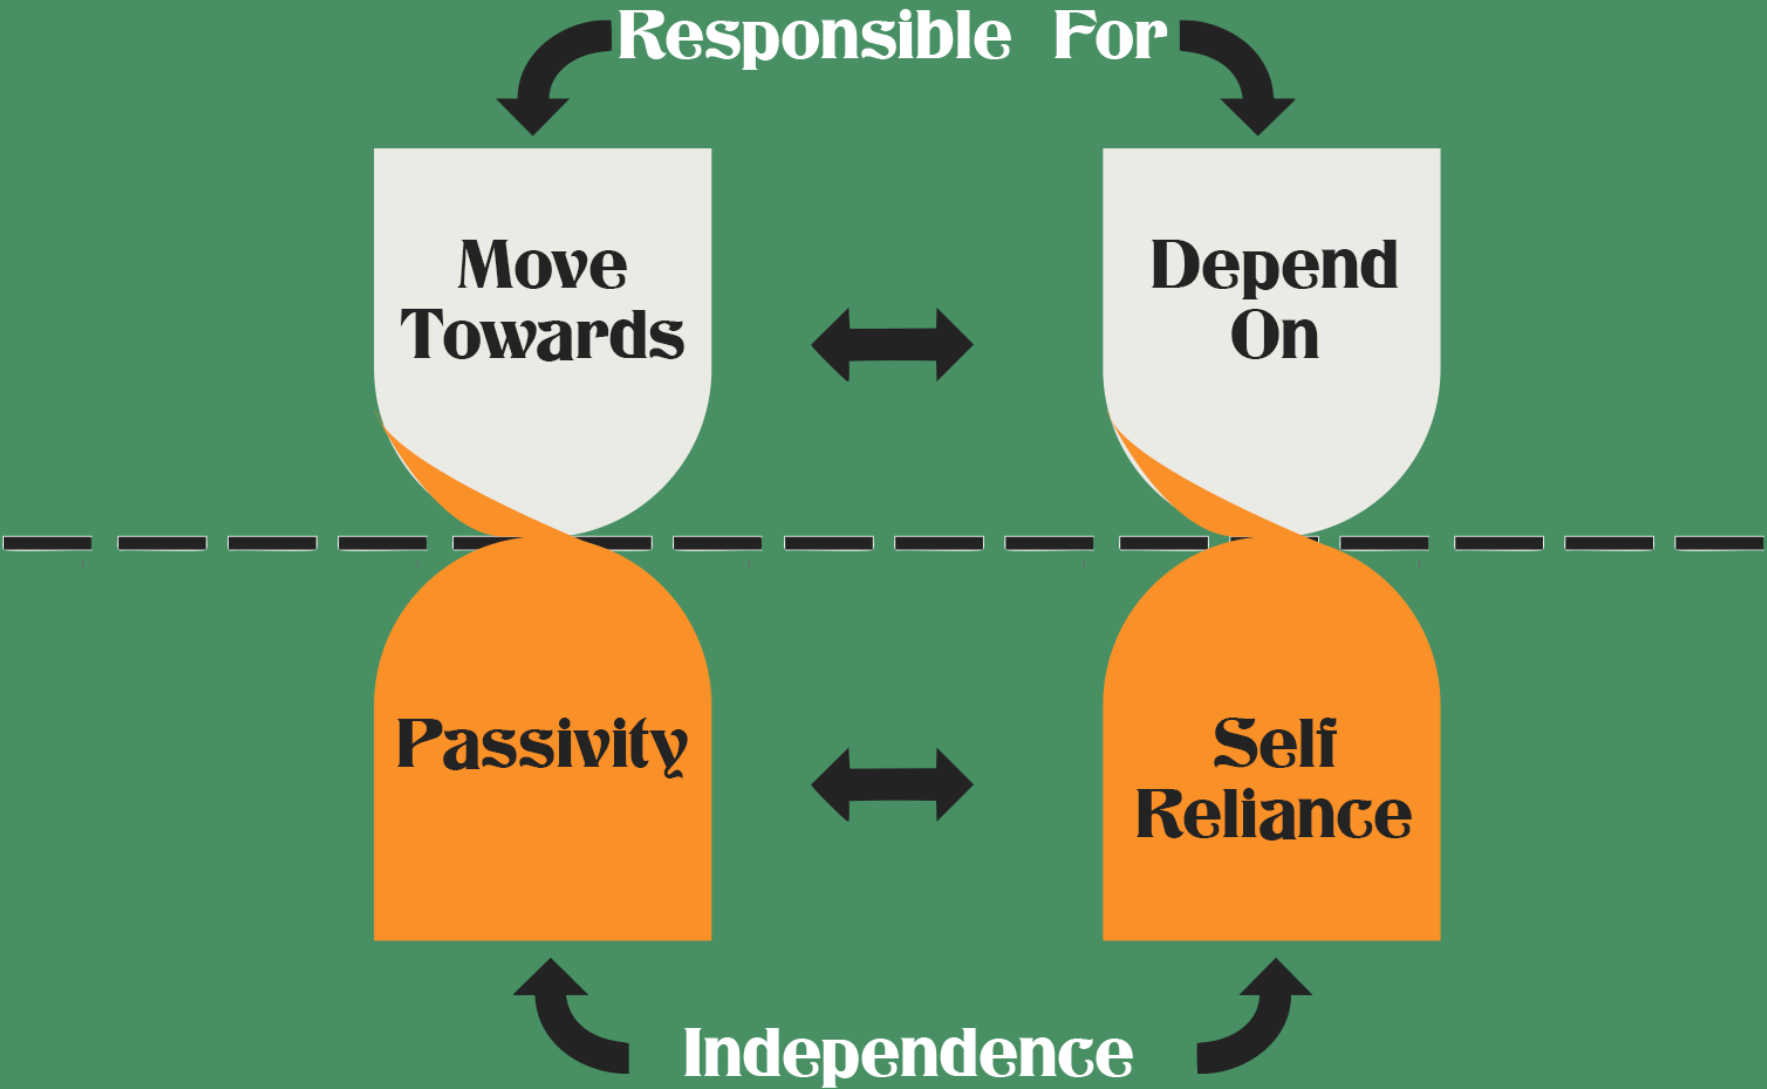 Responsible For
Move
Towards
Depend
On
Passivity
Self
Reliance
Independence